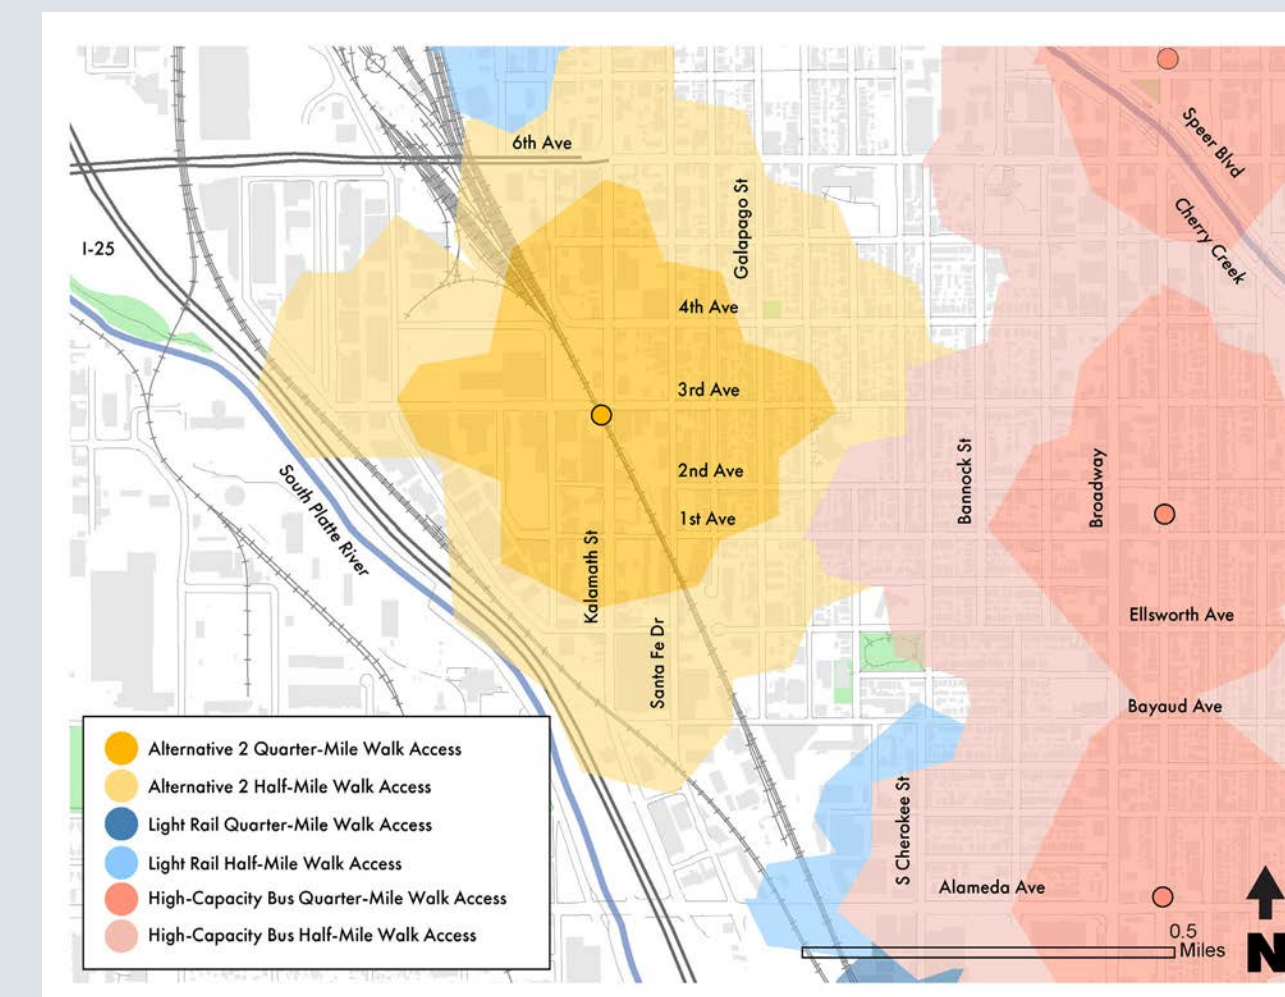 6th Ave
Speer Blvd
Cherry Creek
Galapago St
I-25
4th Ave
3rd Ave
2nd Ave
1st Ave
South Platte River
Kalamath St
Santa Fe Dr
Bannock St
Broadway
Ellsworth Ave
Bayaud Ave
S Cherokee St
Alameda Ave
0.5
Miles
N
Alternative 2 Quarter-Mile Walk Access
Alternative 2 Half-Mile Walk Access
Light Rail Quarter-Mile Walk Access
Light Rail Half-Mile Walk Access
High-Capacity Bus Quarter-Mile Walk Access
High-Capacity Bus Half-Mile Walk Access